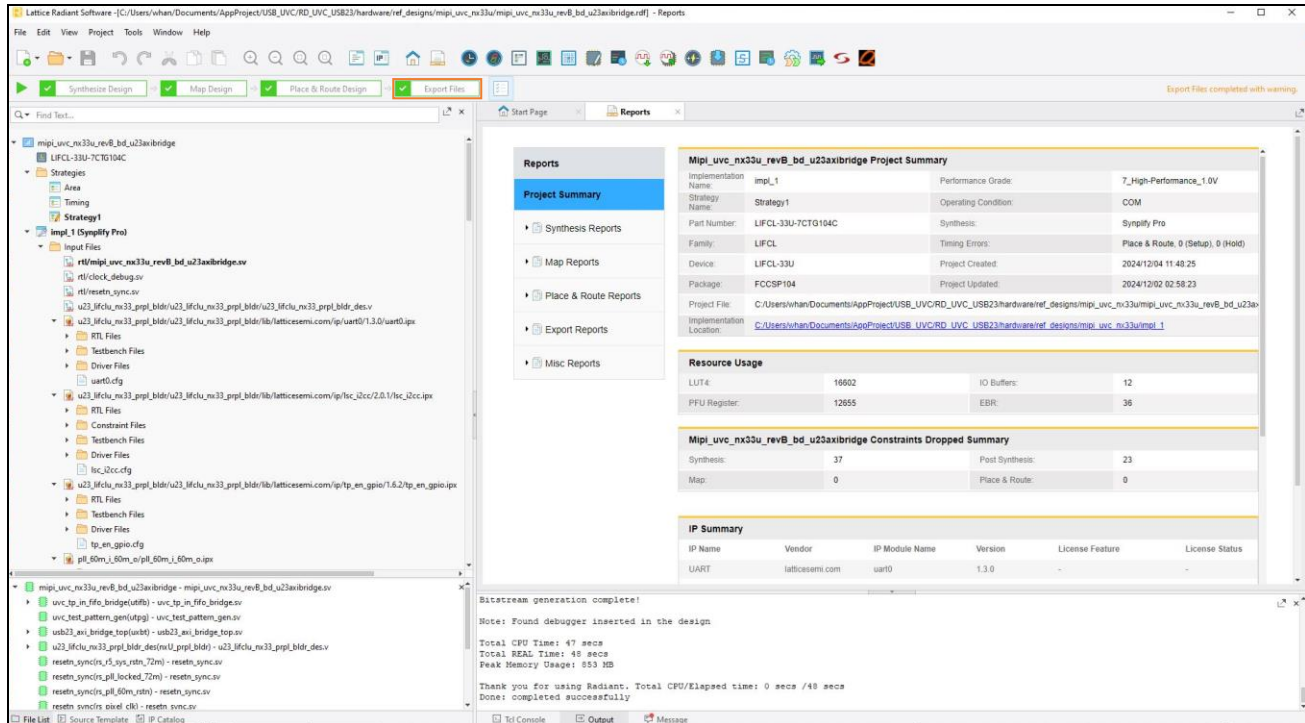 Lattice Radiant Software -[C:/Users/whan/Documents/AppProject/USB_UVC/RD_UVC_USB23/hardware/ref_designs/mipi_uvc_nx33u/mipi_uvc_nx33u_revB_bd_u23axibridge.rdf] - Reports
File Edit View Project Tools Window Help
Synthesize Design Map Design Place & Route Design Export Files
Export Files completed with warning.
Find Text...
mipi_uvc_nx33u_revB_bd_u23axibridge
LIFCL-33U-7CTG104C
Strategies
Area
Timing
Strategy1
impl_1 (Synplify Pro)
Input Files
rtl/mipi_uvc_nx33u_revB_bd_u23axibridge.sv
rtl/clock_debug.sv
rtl/resetn_sync.sv
u23_lifclu_nx33_prpl_bldr/u23_lifclu_nx33_prpl_bldr/u23_lifclu_nx33_prpl_bldr_des.v
u23_lifclu_nx33_prpl_bldr/u23_lifclu_nx33_prpl_bldr/lib/latticesemi.com/ip/uart0/1.3.0/uart0.ipx
RTL Files
Testbench Files
Driver Files
uart0.cfg
u23_lifclu_nx33_prpl_bldr/u23_lifclu_nx33_prpl_bldr/lib/latticesemi.com/ip/lsc_i2cc/2.0.1/lsc_i2cc.ipx
RTL Files
Constraint Files
Testbench Files
Driver Files
lsc_i2cc.cfg
u23_lifclu_nx33_prpl_bldr/u23_lifclu_nx33_prpl_bldr/lib/latticesemi.com/ip/tp_en_gpio/1.6.2/tp_en_gpio.ipx
RTL Files
Testbench Files
Driver Files
tp_en_gpio.cfg
pll_60m_i_60m_o/pll_60m_i_60m_o.ipx
mipi_uvc_nx33u_revB_bd_u23axibridge - mipi_uvc_nx33u_revB_bd_u23axibridge.sv
uvc_tp_in_fifo_bridge(utifb) - uvc_tp_in_fifo_bridge.sv
uvc_test_pattern_gen(utpg) - uvc_test_pattern_gen.sv
usb23_axi_bridge_top(uxbt) - usb23_axi_bridge_top.sv
u23_lifclu_nx33_prpl_bldr_des(nxU_prpl_bldr) - u23_lifclu_nx33_prpl_bldr_des.v
resetn_sync(rs_r5_sys_rstn_72m) - resetn_sync.sv
resetn_sync(rs_pll_locked_72m) - resetn_sync.sv
resetn_sync(rs_pll_60m_rstn) - resetn_sync.sv
resetn_sync(rs_pixel_clk) - resetn_sync.sv
File List Source Template IP Catalog
Start Page Reports
Reports
Project Summary
Synthesis Reports
Map Reports
Place & Route Reports
Export Reports
Misc Reports
Mipi_uvc_nx33u_revB_bd_u23axibridge Project Summary
Implementation Name: impl_1 Performance Grade: 7_High-Performance_1.0V
Strategy Name: Strategy1 Operating Condition: COM
Part Number: LIFCL-33U-7CTG104C Synthesis: Synplify Pro
Family: LIFCL Timing Errors: Place & Route, 0 (Setup), 0 (Hold)
Device: LIFCL-33U Project Created: 2024/12/04 11:48:25
Package: FCCSP104 Project Updated: 2024/12/02 02:58:23
Project File: C:/Users/whan/Documents/AppProject/USB_UVC/RD_UVC_USB23/hardware/ref_designs/mipi_uvc_nx33u/mipi_uvc_nx33u_revB_bd_u23a
Implementation Location: C:/Users/whan/Documents/AppProject/USB_UVC/RD_UVC_USB23/hardware/ref_designs/mipi_uvc_nx33u/impl_1
Resource Usage
LUT4: 16602 IO Buffers: 12
PFU Register: 12655 EBR: 36
Mipi_uvc_nx33u_revB_bd_u23axibridge Constraints Dropped Summary
Synthesis: 37 Post Synthesis: 23
Map: 0 Place & Route: 0
IP Summary
IP Name Vendor IP Module Name Version License Feature License Status
UART latticesemi.com uart0 1.3.0 - -
Bitstream generation complete!
Note: Found debugger inserted in the design
Total CPU Time: 47 secs
Total REAL Time: 48 secs
Peak Memory Usage: 853 MB
Thank you for using Radiant. Total CPU/Elapsed time: 0 secs /48 secs
Done: completed successfully
Tcl Console Output Message